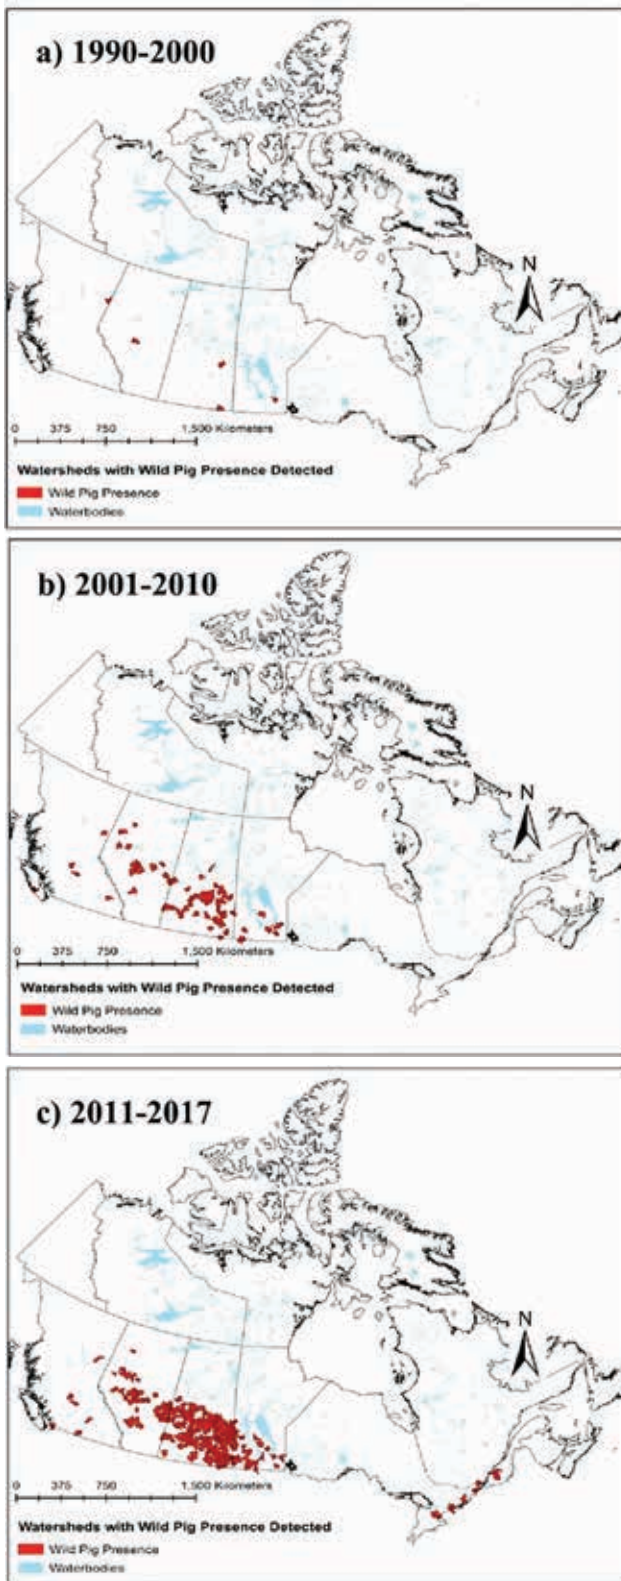 a) 1990-2000
N
0 375 750 1,500 Kilometers
Watersheds with Wild Pig Presence Detected
Wild Pig Presence
Waterbodies
b) 2001-2010
N
0 375 750 1,500 Kilometers
Watersheds with Wild Pig Presence Detected
Wild Pig Presence
Waterbodies
c) 2011-2017
N
0 375 750 1,500 Kilometers
Watersheds with Wild Pig Presence Detected
Wild Pig Presence
Waterbodies